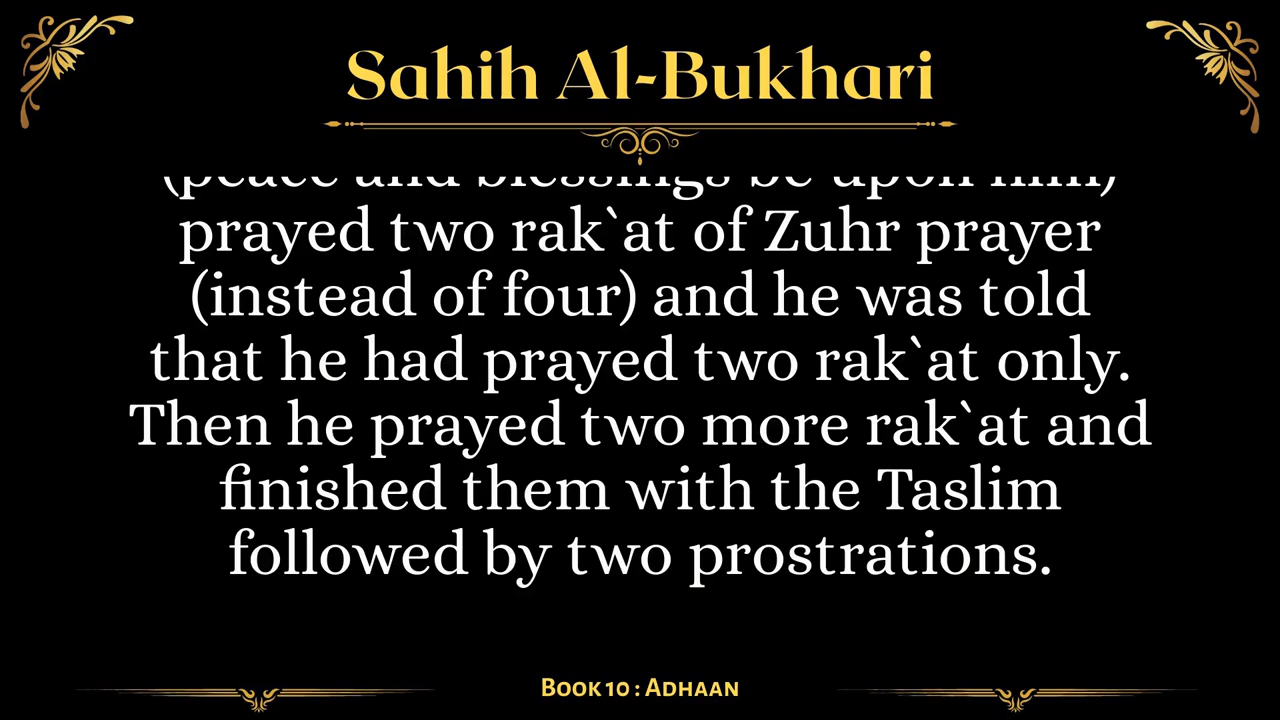 Sahih Al-Bukhari
(peace and blessings be upon him)
prayed two rak`at of Zuhr prayer
(instead of four) and he was told
that he had prayed two rak`at only.
Then he prayed two more rak`at and
finished them with the Taslim
followed by two prostrations.
Book 10 : Adhaan